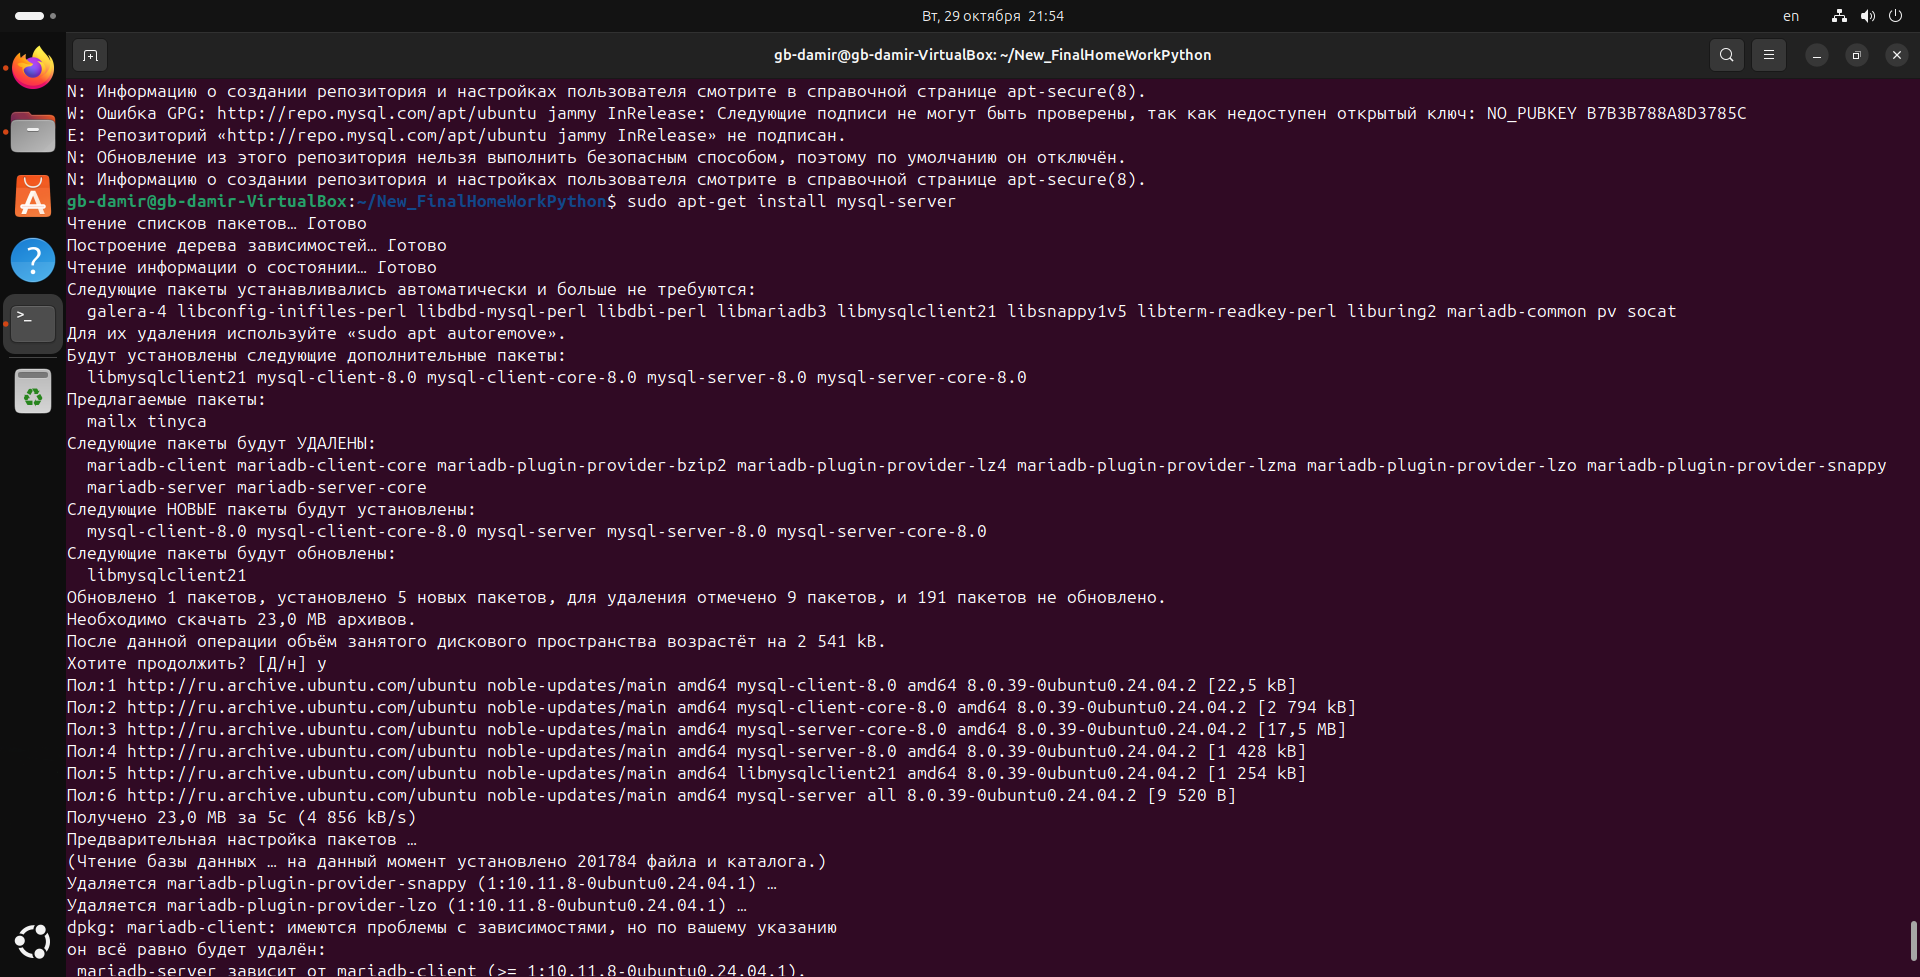 Вт, 29 октября 21:54
en
gb-damir@gb-damir-VirtualBox: ~/New_FinalHomeWorkPython
N: Информацию о создании репозитория и настройках пользователя смотрите в справочной странице apt-secure(8).
W: Ошибка GPG: http://repo.mysql.com/apt/ubuntu jammy InRelease: Следующие подписи не могут быть проверены, так как недоступен открытый ключ: NO_PUBKEY B7B3B788A8D3785C
E: Репозиторий «http://repo.mysql.com/apt/ubuntu jammy InRelease» не подписан.
N: Обновление из этого репозитория нельзя выполнить безопасным способом, поэтому по умолчанию он отключён.
N: Информацию о создании репозитория и настройках пользователя смотрите в справочной странице apt-secure(8).
gb-damir@gb-damir-VirtualBox:~/New_FinalHomeWorkPython$ sudo apt-get install mysql-server
Чтение списков пакетов… Готово
Построение дерева зависимостей… Готово
Чтение информации о состоянии… Готово
Следующие пакеты устанавливались автоматически и больше не требуются:
galera-4 libconfig-inifiles-perl libdbd-mysql-perl libdbi-perl libmariadb3 libmysqlclient21 libsnappy1v5 libterm-readkey-perl liburing2 mariadb-common pv socat
Для их удаления используйте «sudo apt autoremove».
Будут установлены следующие дополнительные пакеты:
libmysqlclient21 mysql-client-8.0 mysql-client-core-8.0 mysql-server-8.0 mysql-server-core-8.0
Предлагаемые пакеты:
mailx tinyca
Следующие пакеты будут УДАЛЕНЫ:
mariadb-client mariadb-client-core mariadb-plugin-provider-bzip2 mariadb-plugin-provider-lz4 mariadb-plugin-provider-lzma mariadb-plugin-provider-lzo mariadb-plugin-provider-snappy
mariadb-server mariadb-server-core
Следующие НОВЫЕ пакеты будут установлены:
mysql-client-8.0 mysql-client-core-8.0 mysql-server mysql-server-8.0 mysql-server-core-8.0
Следующие пакеты будут обновлены:
libmysqlclient21
Обновлено 1 пакетов, установлено 5 новых пакетов, для удаления отмечено 9 пакетов, и 191 пакетов не обновлено.
Необходимо скачать 23,0 MB архивов.
После данной операции объём занятого дискового пространства возрастёт на 2 541 kB.
Хотите продолжить? [Д/н] y
Пол:1 http://ru.archive.ubuntu.com/ubuntu noble-updates/main amd64 mysql-client-8.0 amd64 8.0.39-0ubuntu0.24.04.2 [22,5 kB]
Пол:2 http://ru.archive.ubuntu.com/ubuntu noble-updates/main amd64 mysql-client-core-8.0 amd64 8.0.39-0ubuntu0.24.04.2 [2 794 kB]
Пол:3 http://ru.archive.ubuntu.com/ubuntu noble-updates/main amd64 mysql-server-core-8.0 amd64 8.0.39-0ubuntu0.24.04.2 [17,5 MB]
Пол:4 http://ru.archive.ubuntu.com/ubuntu noble-updates/main amd64 mysql-server-8.0 amd64 8.0.39-0ubuntu0.24.04.2 [1 428 kB]
Пол:5 http://ru.archive.ubuntu.com/ubuntu noble-updates/main amd64 libmysqlclient21 amd64 8.0.39-0ubuntu0.24.04.2 [1 254 kB]
Пол:6 http://ru.archive.ubuntu.com/ubuntu noble-updates/main amd64 mysql-server all 8.0.39-0ubuntu0.24.04.2 [9 520 B]
Получено 23,0 MB за 5с (4 856 kB/s)
Предварительная настройка пакетов …
(Чтение базы данных … на данный момент установлено 201784 файла и каталога.)
Удаляется mariadb-plugin-provider-snappy (1:10.11.8-0ubuntu0.24.04.1) …
Удаляется mariadb-plugin-provider-lzo (1:10.11.8-0ubuntu0.24.04.1) …
dpkg: mariadb-client: имеются проблемы с зависимостями, но по вашему указанию
он всё равно будет удалён:
mariadb-server зависит от mariadb-client (>= 1:10.11.8-0ubuntu0.24.04.1).